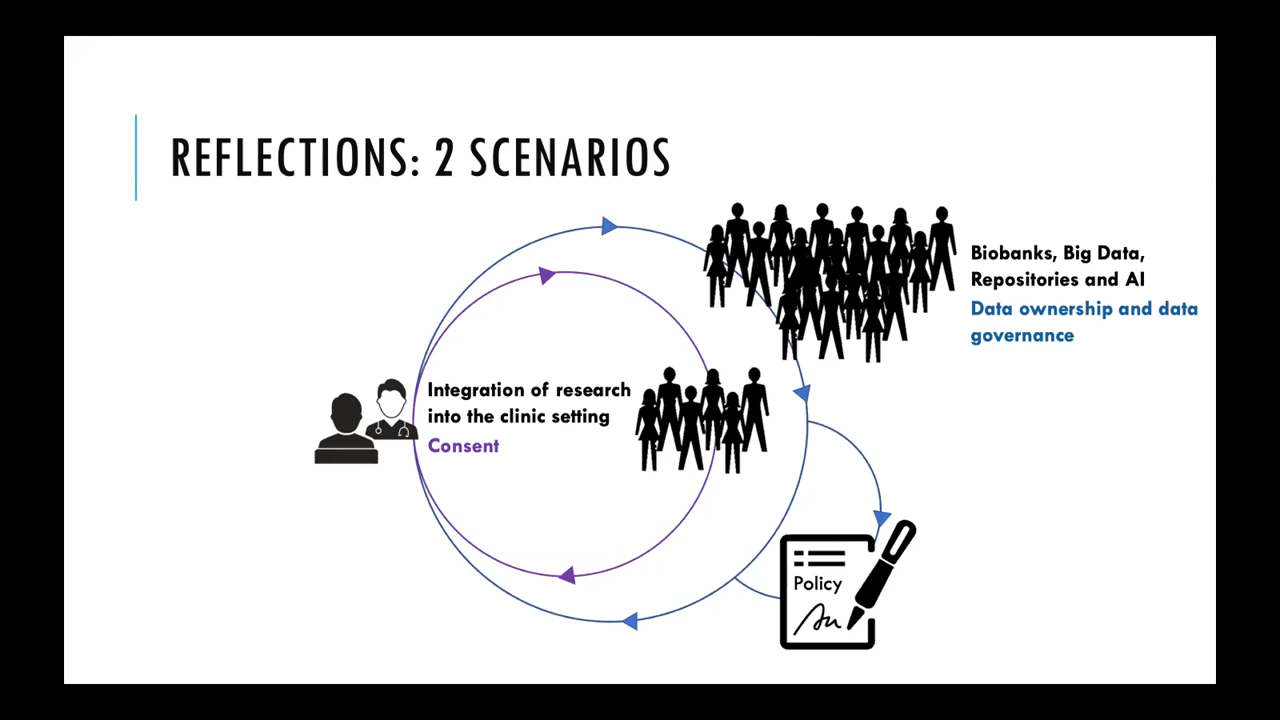 REFLECTIONS: 2 SCENARIOS
Biobanks, Big Data,
Repositories and AI
Data ownership and data
governance
Integration of research
into the clinic setting
Consent
Policy